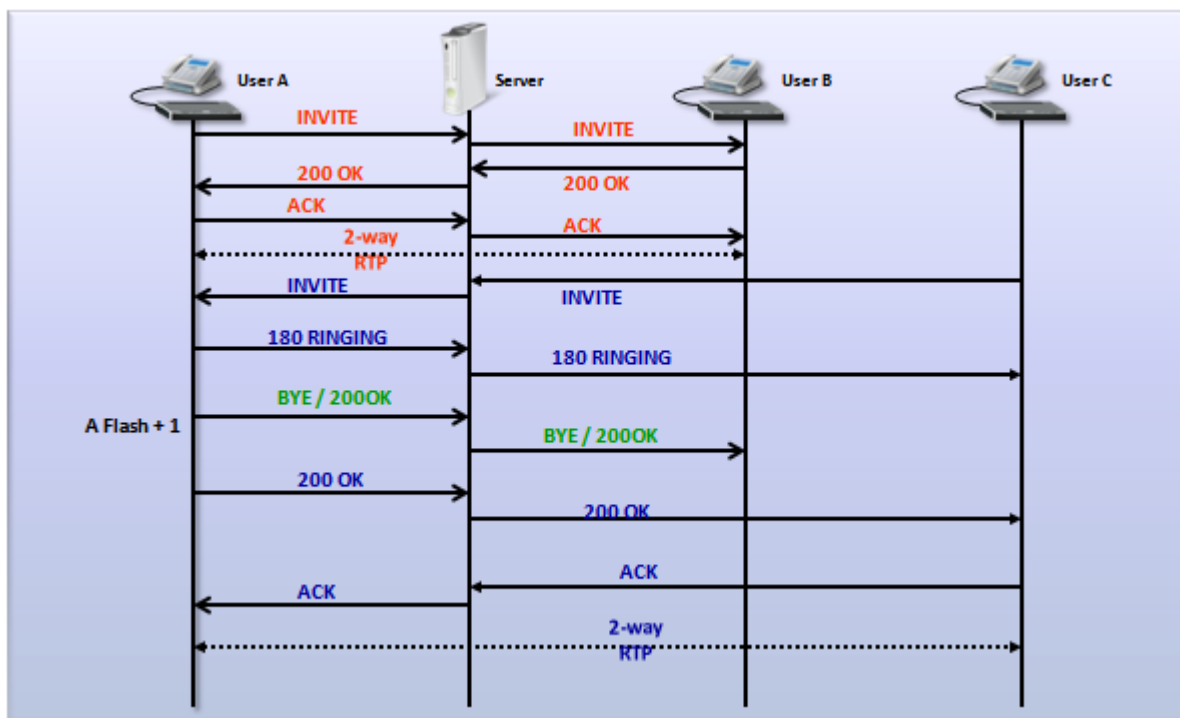 User A
Server
User B
User C
INVITE
INVITE
200 OK
200 OK
ACK
ACK
2-way
RTP
INVITE
INVITE
180 RINGING
180 RINGING
BYE / 200OK
A Flash + 1
BYE / 200OK
200 OK
200 OK
ACK
ACK
2-way
RTP